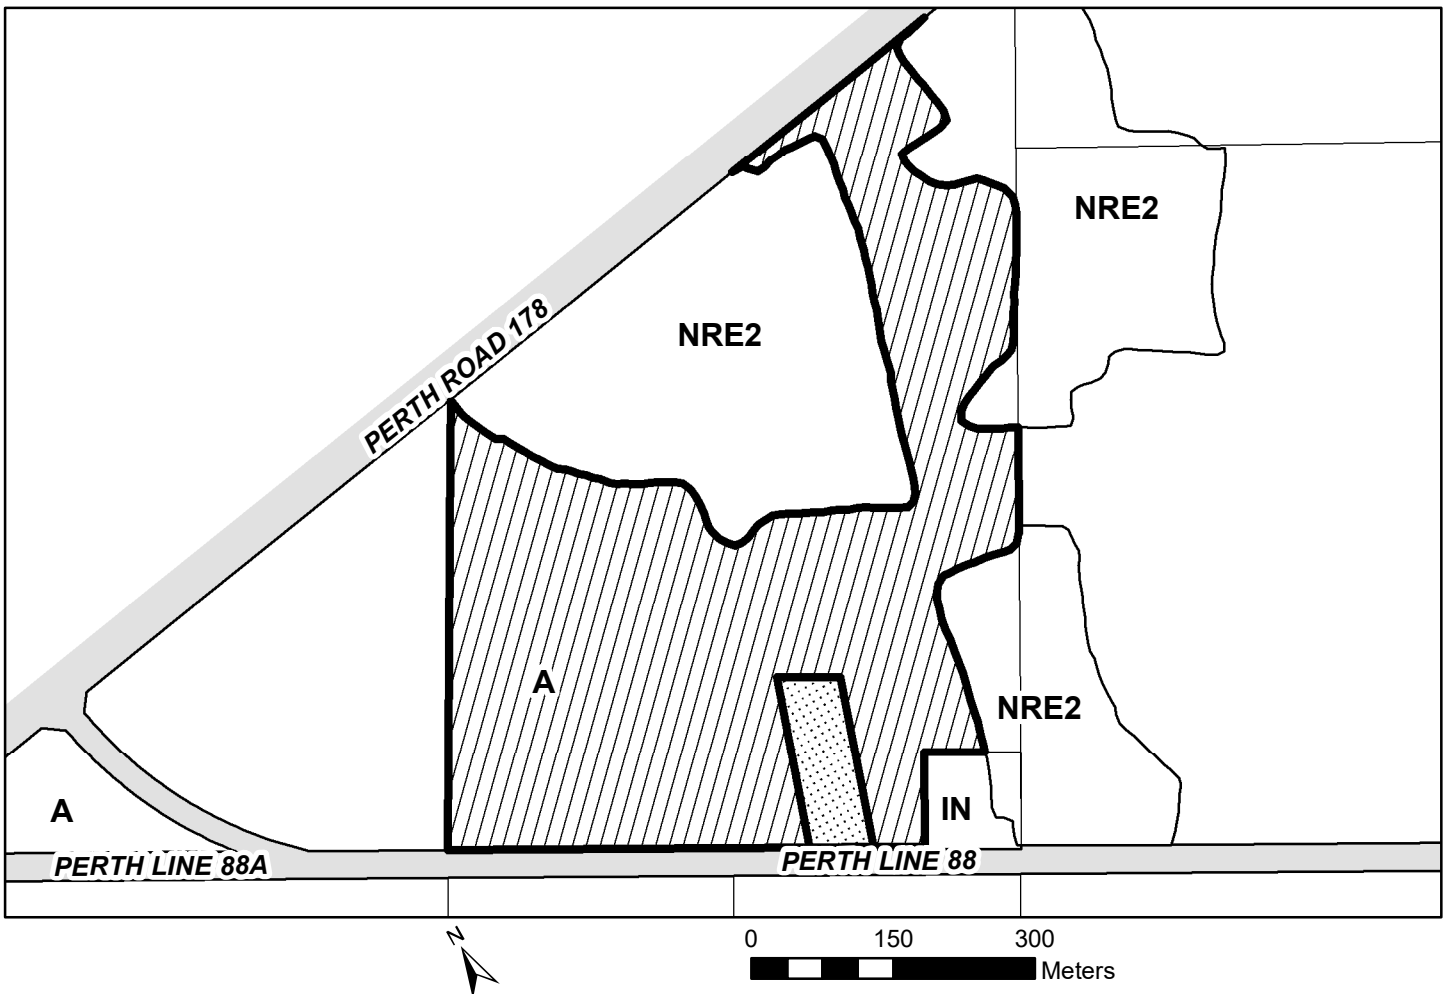 NRE2
PERTH ROAD 178
NRE2
A
NRE2
A
IN
PERTH LINE 88A
PERTH LINE 88
N
0 150 300
Meters